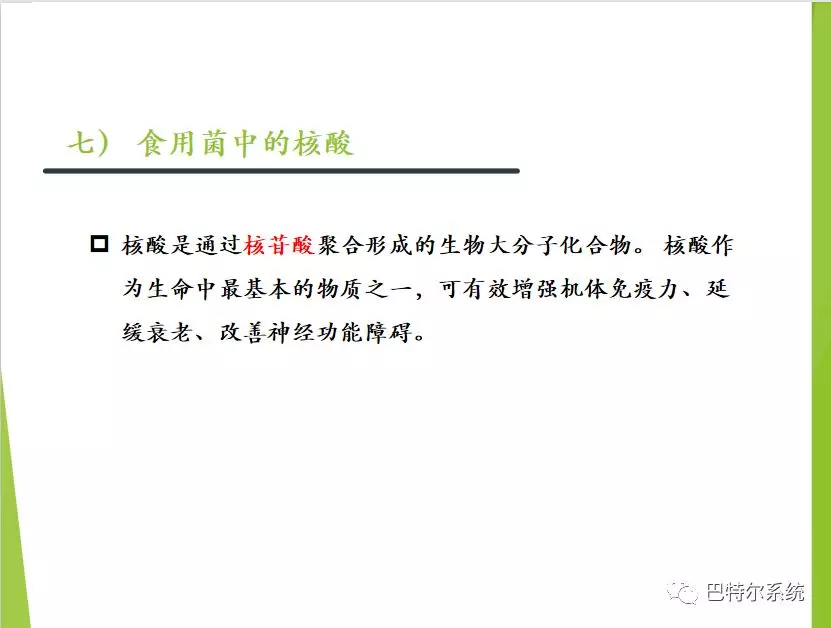 七） 食用菌中的核酸
核酸是通过核苷酸聚合形成的生物大分子化合物。 核酸作
为生命中最基本的物质之一，可有效增强机体免疫力、延
缓衰老、改善神经功能障碍。
巴特尔系统